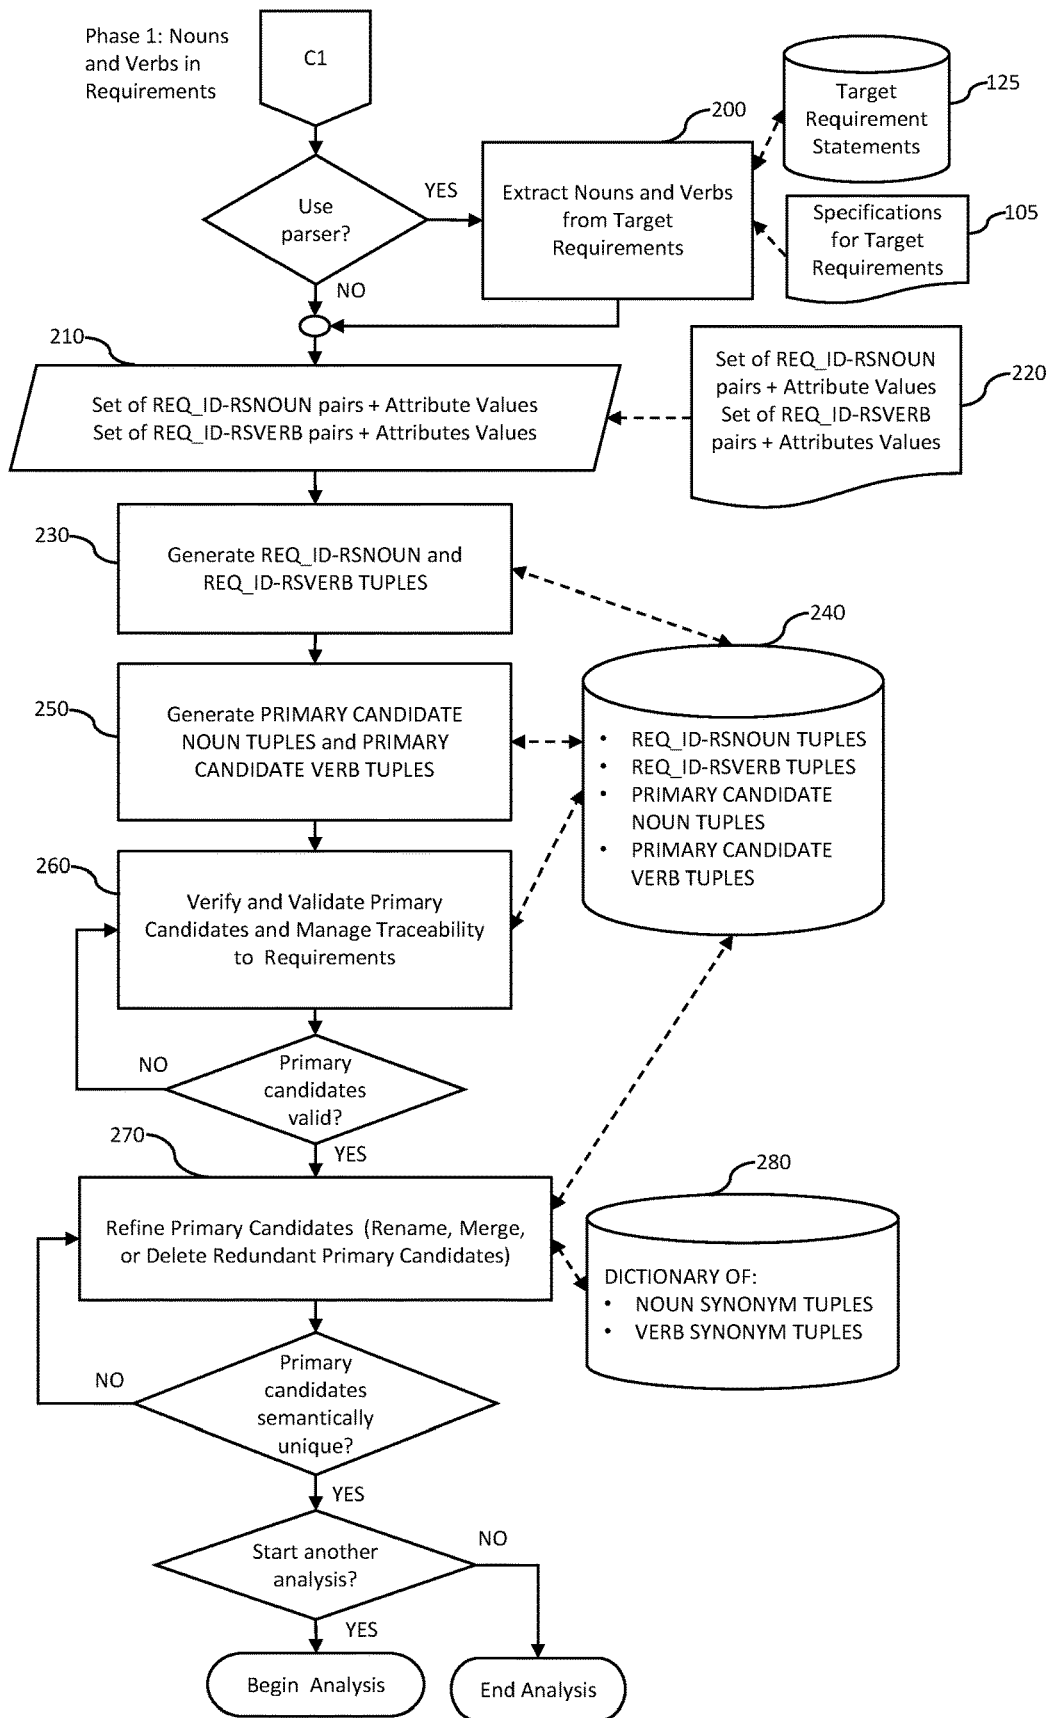 Phase 1: Nouns
and Verbs in
Requirements
C1
200
Target
Requirement
Statements
125
Use
parser?
YES
NO
Extract Nouns and Verbs
from Target
Requirements
Specifications
for Target
Requirements
105
210
Set of REQ_ID-RSNOUN pairs + Attribute Values
Set of REQ_ID-RSVERB pairs + Attributes Values
Set of REQ_ID-RSNOUN
pairs + Attribute Values
Set of REQ_ID-RSVERB
pairs + Attributes Values
220
230
Generate REQ_ID-RSNOUN and
REQ_ID-RSVERB TUPLES
240
250
Generate PRIMARY CANDIDATE
NOUN TUPLES and PRIMARY
CANDIDATE VERB TUPLES
• REQ_ID-RSNOUN TUPLES
• REQ_ID-RSVERB TUPLES
• PRIMARY CANDIDATE
NOUN TUPLES
• PRIMARY CANDIDATE
VERB TUPLES
260
Verify and Validate Primary
Candidates and Manage Traceability
to Requirements
NO
Primary
candidates
valid?
YES
270
Refine Primary Candidates (Rename, Merge,
or Delete Redundant Primary Candidates)
280
DICTIONARY OF:
• NOUN SYNONYM TUPLES
• VERB SYNONYM TUPLES
NO
Primary
candidates
semantically
unique?
YES
Start another
analysis?
NO
YES
Begin Analysis
End Analysis